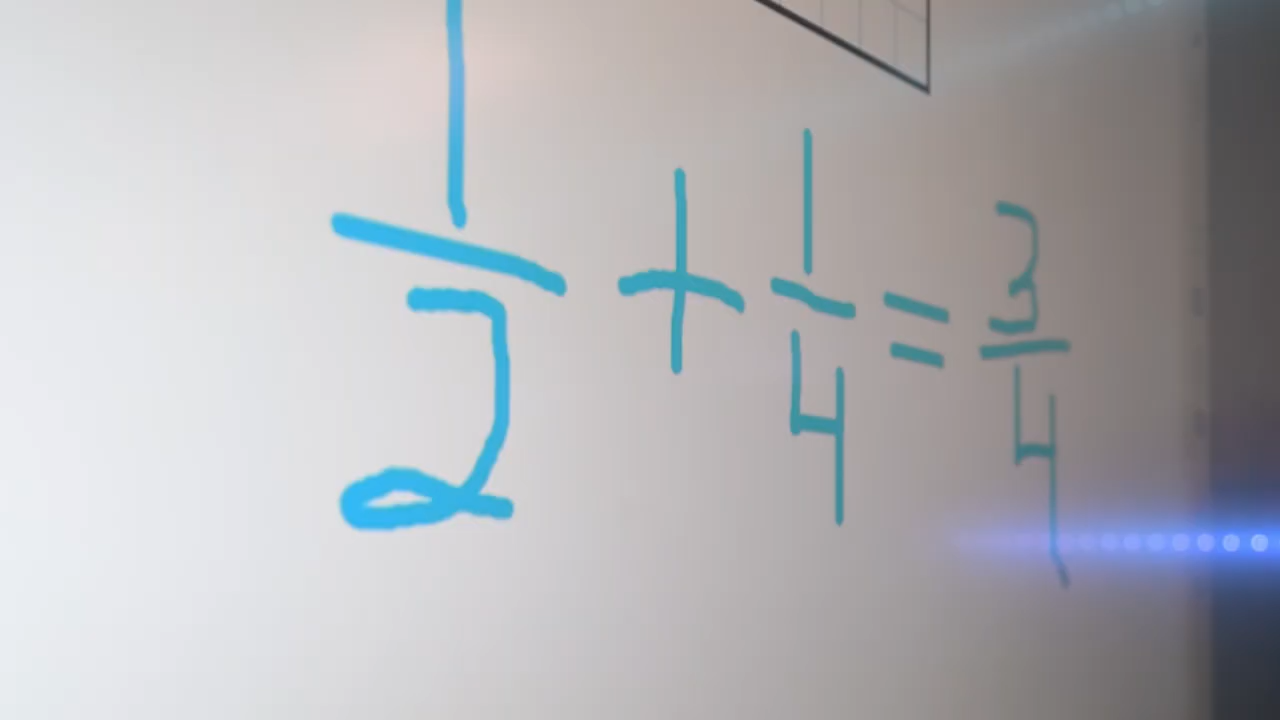 1/2 + 1/4 = 3/4